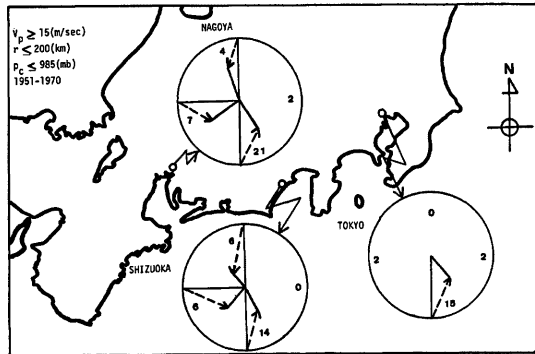 V_p ≥ 15(m/sec)
r ≤ 200(km)
p_c ≤ 985(mb)
1951-1970
NAGOYA
N
4
2
7
21
SHIZUOKA
6
0
6
14
TOKYO
0
2
2
15